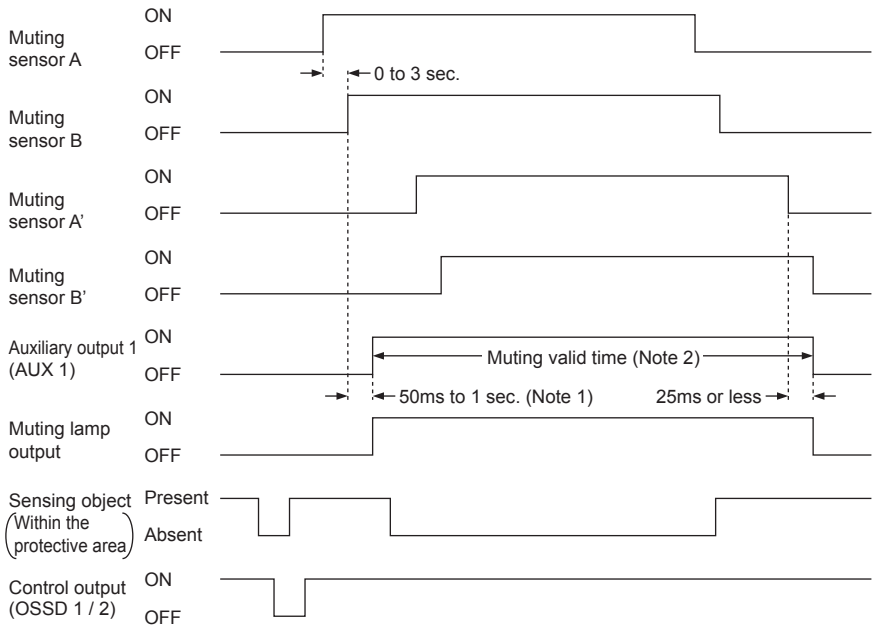 ON
Muting
sensor A
OFF
0 to 3 sec.
ON
Muting
sensor B
OFF
ON
Muting
sensor A’
OFF
ON
Muting
sensor B’
OFF
Auxiliary output 1
(AUX 1)
ON
OFF
Muting valid time (Note 2)
50ms to 1 sec. (Note 1)
25ms or less
ON
Muting lamp
output
OFF
Sensing object
(Within the
protective area)
Present
Absent
Control output
(OSSD 1 / 2)
ON
OFF